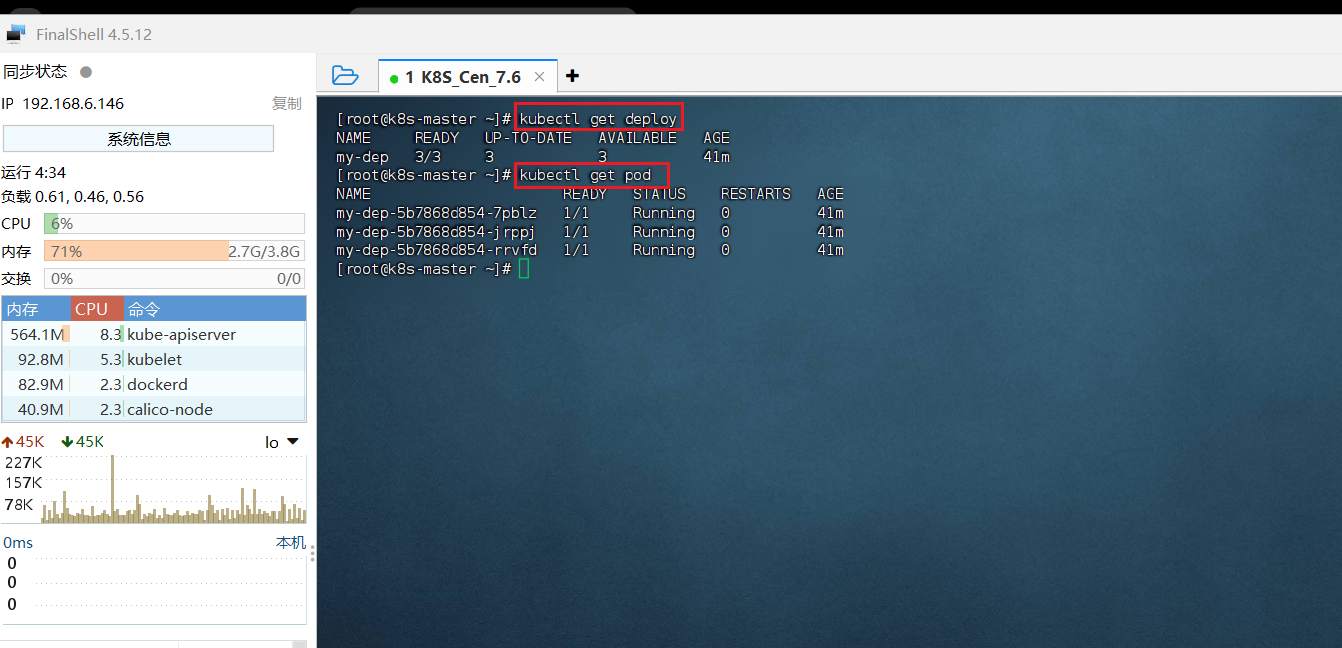 FinalShell 4.5.12
同步状态
IP 192.168.6.146 复制
系统信息
运行 4:34
负载 0.61, 0.46, 0.56
CPU 6%
内存 71% 2.7G/3.8G
交换 0% 0/0
内存 CPU 命令
564.1M 8.3 kube-apiserver
92.8M 5.3 kubelet
82.9M 2.3 dockerd
40.9M 2.3 calico-node
45K 45K lo
227K
157K
78K
0ms 本机
0
0
0
1 K8S_Cen_7.6
[root@k8s-master ~]# kubectl get deploy
NAME READY UP-TO-DATE AVAILABLE AGE
my-dep 3/3 3 3 41m
[root@k8s-master ~]# kubectl get pod
NAME READY STATUS RESTARTS AGE
my-dep-5b7868d854-7pblz 1/1 Running 0 41m
my-dep-5b7868d854-jrppj 1/1 Running 0 41m
my-dep-5b7868d854-rrvfd 1/1 Running 0 41m
[root@k8s-master ~]#